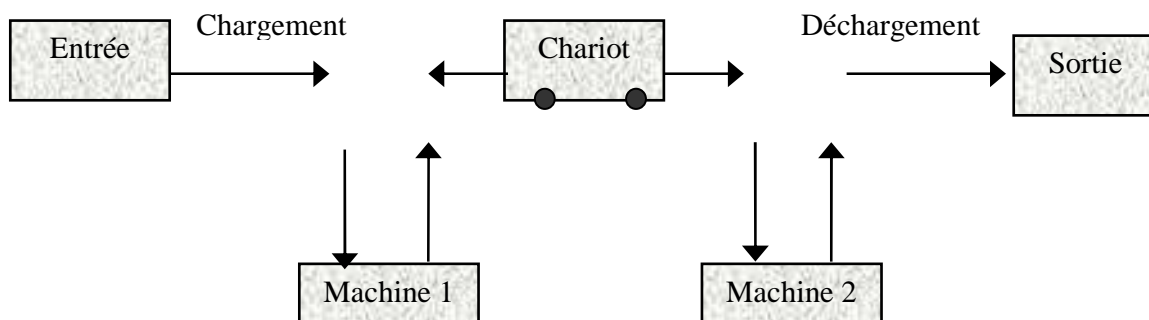 Entrée
Chargement
Chariot
Déchargement
Sortie
Machine 1
Machine 2